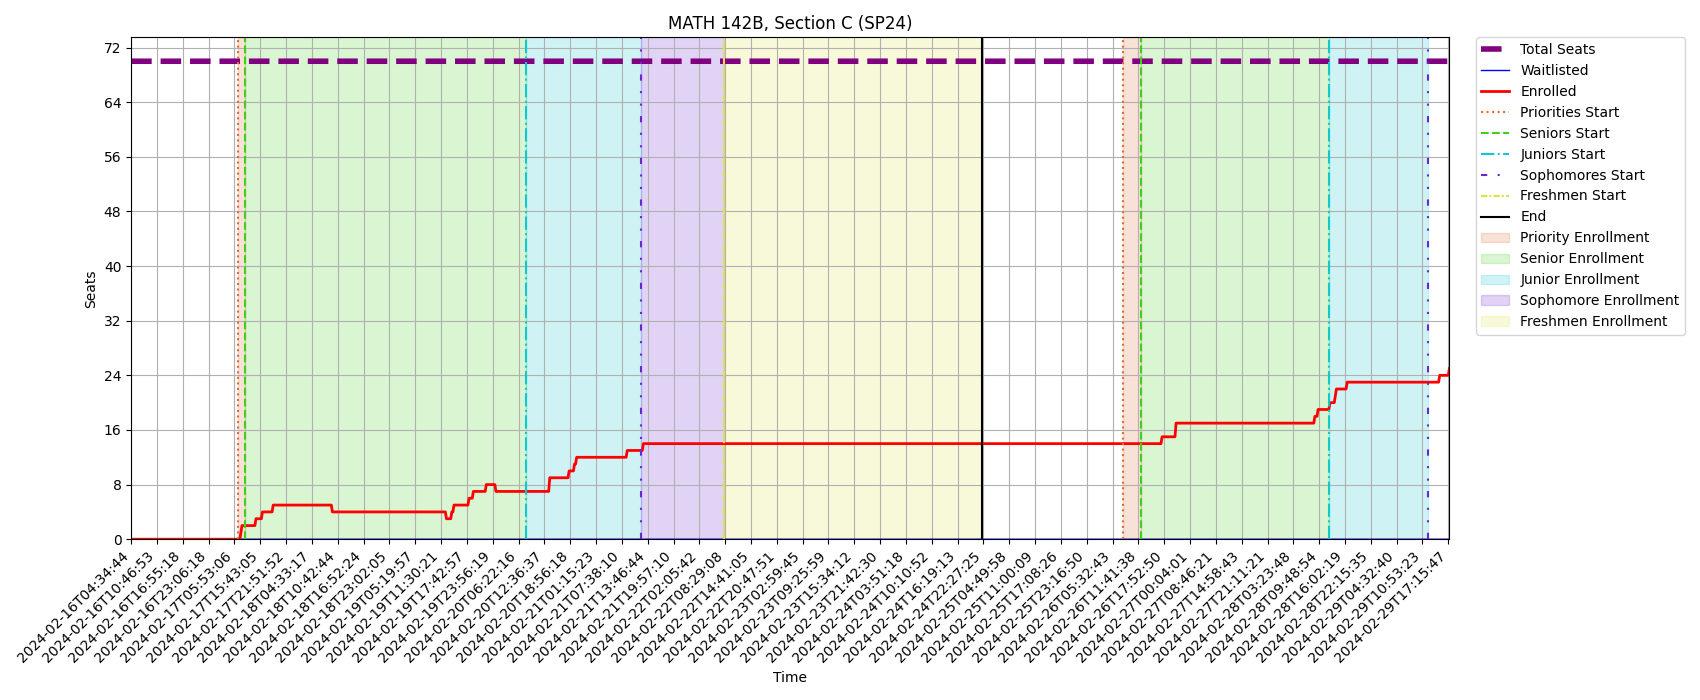 MATH 142B, Section C (SP24)
72
64
56
48
40
32
24
16
8
0
Seats
2024-02-16T04:34:44
2024-02-16T10:46:53
2024-02-16T16:55:18
2024-02-16T23:06:18
2024-02-17T05:53:06
2024-02-17T15:43:05
2024-02-17T21:51:52
2024-02-18T04:33:17
2024-02-18T10:42:44
2024-02-18T16:52:24
2024-02-18T23:02:05
2024-02-19T05:19:57
2024-02-19T11:30:21
2024-02-19T17:42:57
2024-02-19T23:56:19
2024-02-20T06:22:16
2024-02-20T12:36:37
2024-02-20T18:56:18
2024-02-21T01:15:23
2024-02-21T07:38:10
2024-02-21T13:46:44
2024-02-21T19:57:10
2024-02-22T02:05:42
2024-02-22T08:29:08
2024-02-22T14:41:05
2024-02-22T20:47:51
2024-02-23T02:59:45
2024-02-23T09:25:59
2024-02-23T15:34:12
2024-02-23T21:42:30
2024-02-24T03:51:18
2024-02-24T10:10:52
2024-02-24T16:19:13
2024-02-24T22:27:25
2024-02-25T04:49:58
2024-02-25T11:00:09
2024-02-25T17:08:26
2024-02-25T23:16:50
2024-02-26T05:32:43
2024-02-26T11:41:38
2024-02-26T17:52:50
2024-02-27T00:04:01
2024-02-27T08:46:21
2024-02-27T14:58:43
2024-02-27T21:11:21
2024-02-28T03:23:48
2024-02-28T09:48:54
2024-02-28T16:02:19
2024-02-28T22:15:35
2024-02-29T04:32:40
2024-02-29T10:53:23
2024-02-29T17:15:47
Time
Total Seats
Waitlisted
Enrolled
Priorities Start
Seniors Start
Juniors Start
Sophomores Start
Freshmen Start
End
Priority Enrollment
Senior Enrollment
Junior Enrollment
Sophomore Enrollment
Freshmen Enrollment